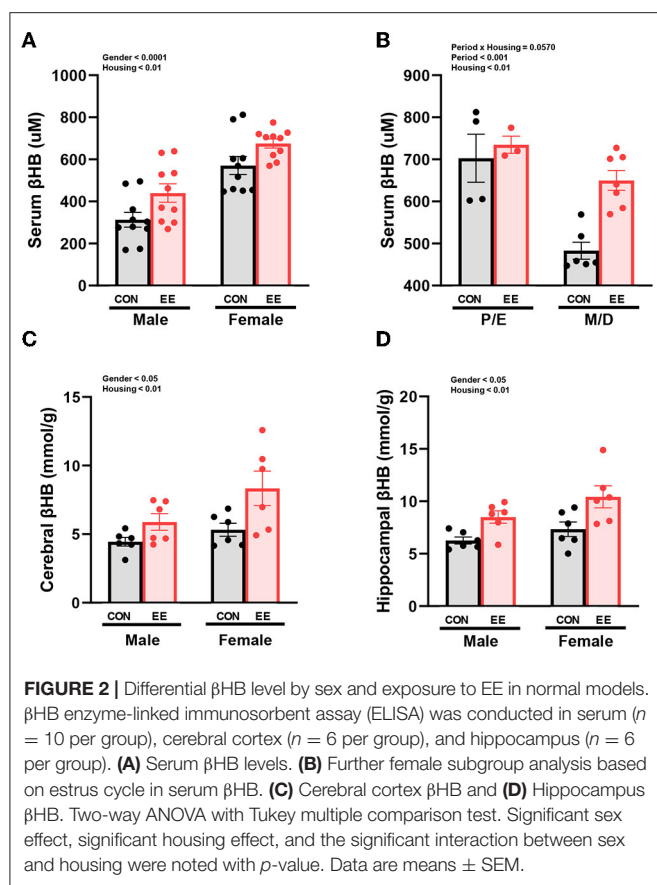 A
Gender < 0.0001
Housing < 0.01
Serum βHB (uM)
1000
800
600
400
200
0
CON EE CON EE
Male Female
B
Period x Housing = 0.0570
Period < 0.001
Housing < 0.01
Serum βHB (uM)
900
800
700
600
500
400
CON EE CON EE
P/E M/D
C
Gender < 0.05
Housing < 0.01
Cerebral βHB (mmol/g)
15
10
5
0
CON EE CON EE
Male Female
D
Gender < 0.05
Housing < 0.01
Hippocampal βHB (mmol/g)
20
15
10
5
0
CON EE CON EE
Male Female
FIGURE 2 | Differential βHB level by sex and exposure to EE in normal models.
βHB enzyme-linked immunosorbent assay (ELISA) was conducted in serum (n
= 10 per group), cerebral cortex (n = 6 per group), and hippocampus (n = 6
per group). (A) Serum βHB levels. (B) Further female subgroup analysis based
on estrus cycle in serum βHB. (C) Cerebral cortex βHB and (D) Hippocampus
βHB. Two-way ANOVA with Tukey multiple comparison test. Significant sex
effect, significant housing effect, and the significant interaction between sex
and housing were noted with p-value. Data are means ± SEM.